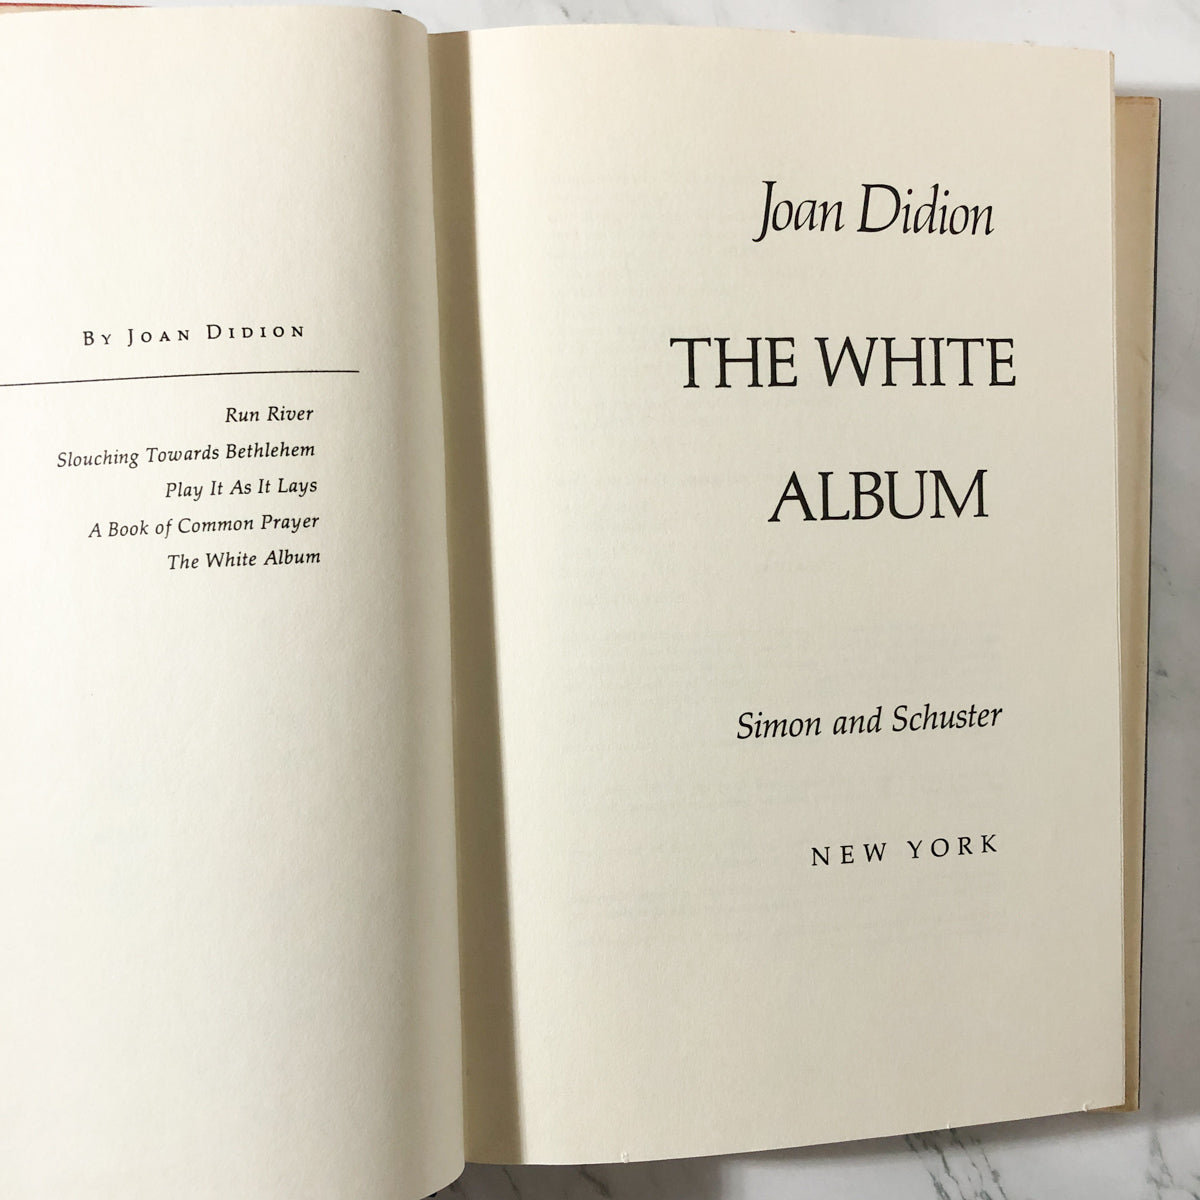 By Joan Didion
Run River
Slouching Towards Bethlehem
Play It As It Lays
A Book of Common Prayer
The White Album
Joan Didion
THE WHITE
ALBUM
Simon and Schuster
NEW YORK